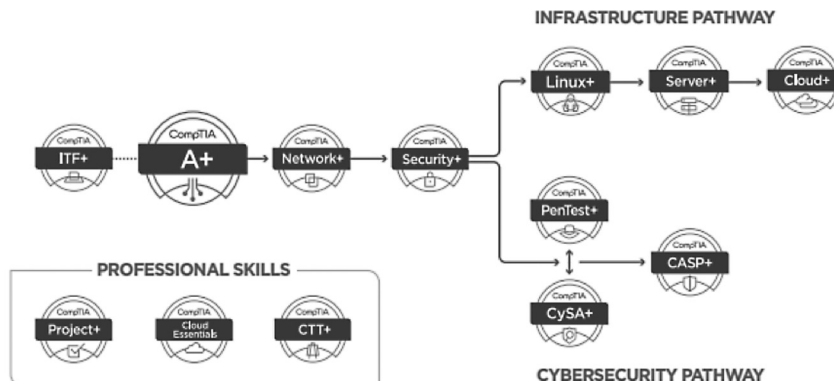 INFRASTRUCTURE PATHWAY
CompTIA
Linux+
CompTIA
Server+
CompTIA
Cloud+
CompTIA
ITF+
CompTIA
A+
CompTIA
Network+
CompTIA
Security+
CompTIA
PenTest+
CompTIA
CASP+
CompTIA
CySA+
PROFESSIONAL SKILLS
CompTIA
Project+
CompTIA
Cloud
Essentials
CompTIA
CTT+
CYBERSECURITY PATHWAY